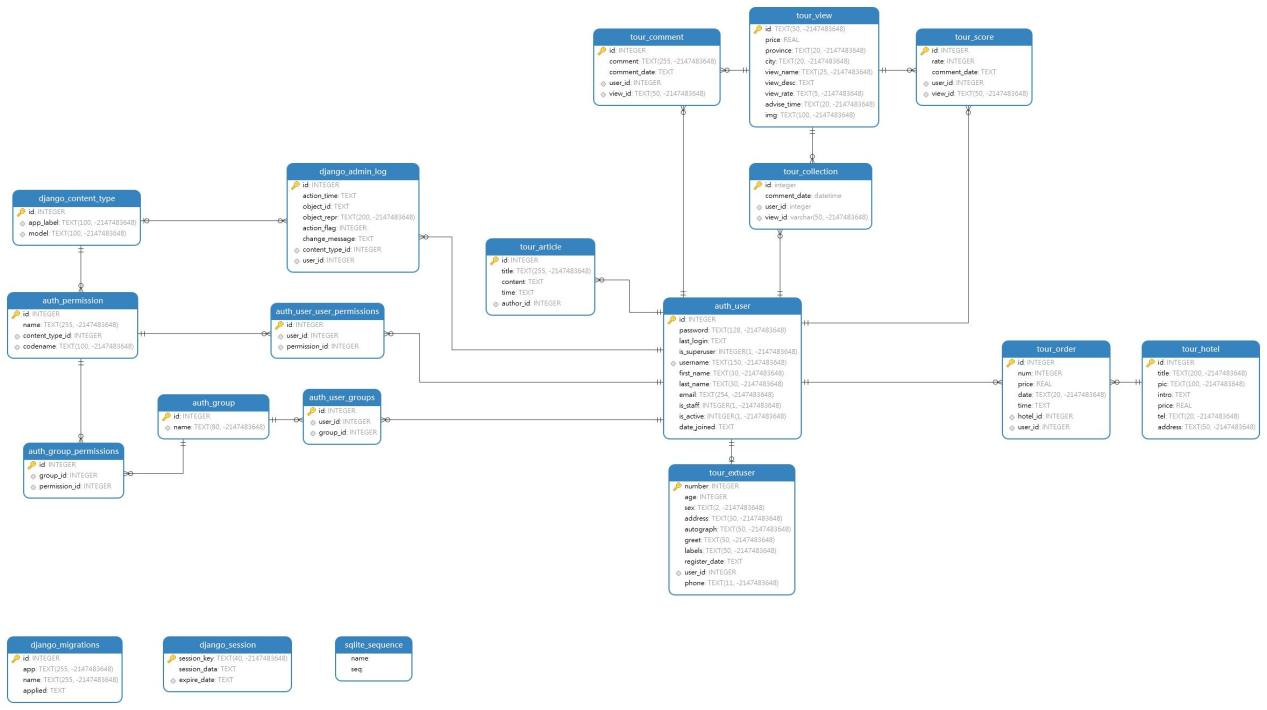 tour_view
id: TEXT(50, -2147483648)
price: REAL
province: TEXT(20, -2147483648)
city: TEXT(20, -2147483648)
view_name: TEXT(25, -2147483648)
view_desc: TEXT
view_rate: TEXT(5, -2147483648)
advise_time: TEXT(20, -2147483648)
img: TEXT(100, -2147483648)
tour_comment
id: INTEGER
comment: TEXT(255, -2147483648)
comment_date: TEXT
user_id: INTEGER
view_id: TEXT(50, -2147483648)
tour_score
id: INTEGER
rate: INTEGER
comment_date: TEXT
user_id: INTEGER
view_id: TEXT(50, -2147483648)
django_admin_log
id: INTEGER
action_time: TEXT
object_id: TEXT
object_repr: TEXT(200, -2147483648)
action_flag: INTEGER
change_message: TEXT
content_type_id: INTEGER
user_id: INTEGER
tour_collection
id: integer
comment_date: datetime
user_id: integer
view_id: varchar(50, -2147483648)
django_content_type
id: INTEGER
app_label: TEXT(100, -2147483648)
model: TEXT(100, -2147483648)
tour_article
id: INTEGER
title: TEXT(255, -2147483648)
content: TEXT
time: TEXT
author_id: INTEGER
auth_permission
id: INTEGER
name: TEXT(255, -2147483648)
content_type_id: INTEGER
codename: TEXT(100, -2147483648)
auth_user_user_permissions
id: INTEGER
user_id: INTEGER
permission_id: INTEGER
auth_user
id: INTEGER
password: TEXT(128, -2147483648)
last_login: TEXT
is_superuser: INTEGER(1, -2147483648)
username: TEXT(150, -2147483648)
first_name: TEXT(30, -2147483648)
last_name: TEXT(30, -2147483648)
email: TEXT(254, -2147483648)
is_staff: INTEGER(1, -2147483648)
is_active: INTEGER(1, -2147483648)
date_joined: TEXT
tour_order
id: INTEGER
num: INTEGER
price: REAL
date: TEXT(20, -2147483648)
time: TEXT
hotel_id: INTEGER
user_id: INTEGER
tour_hotel
id: INTEGER
title: TEXT(200, -2147483648)
pic: TEXT(100, -2147483648)
intro: TEXT
price: REAL
tel: TEXT(20, -2147483648)
address: TEXT(50, -2147483648)
auth_group
id: INTEGER
name: TEXT(80, -2147483648)
auth_user_groups
id: INTEGER
user_id: INTEGER
group_id: INTEGER
auth_group_permissions
id: INTEGER
group_id: INTEGER
permission_id: INTEGER
tour_extuser
number: INTEGER
age: INTEGER
sex: TEXT(2, -2147483648)
address: TEXT(30, -2147483648)
autograph: TEXT(50, -2147483648)
greet: TEXT(50, -2147483648)
labels: TEXT(50, -2147483648)
register_date: TEXT
user_id: INTEGER
phone: TEXT(11, -2147483648)
django_migrations
id: INTEGER
app: TEXT(255, -2147483648)
name: TEXT(255, -2147483648)
applied: TEXT
django_session
session_key: TEXT(40, -2147483648)
session_data: TEXT
expire_date: TEXT
sqlite_sequence
name:
seq: